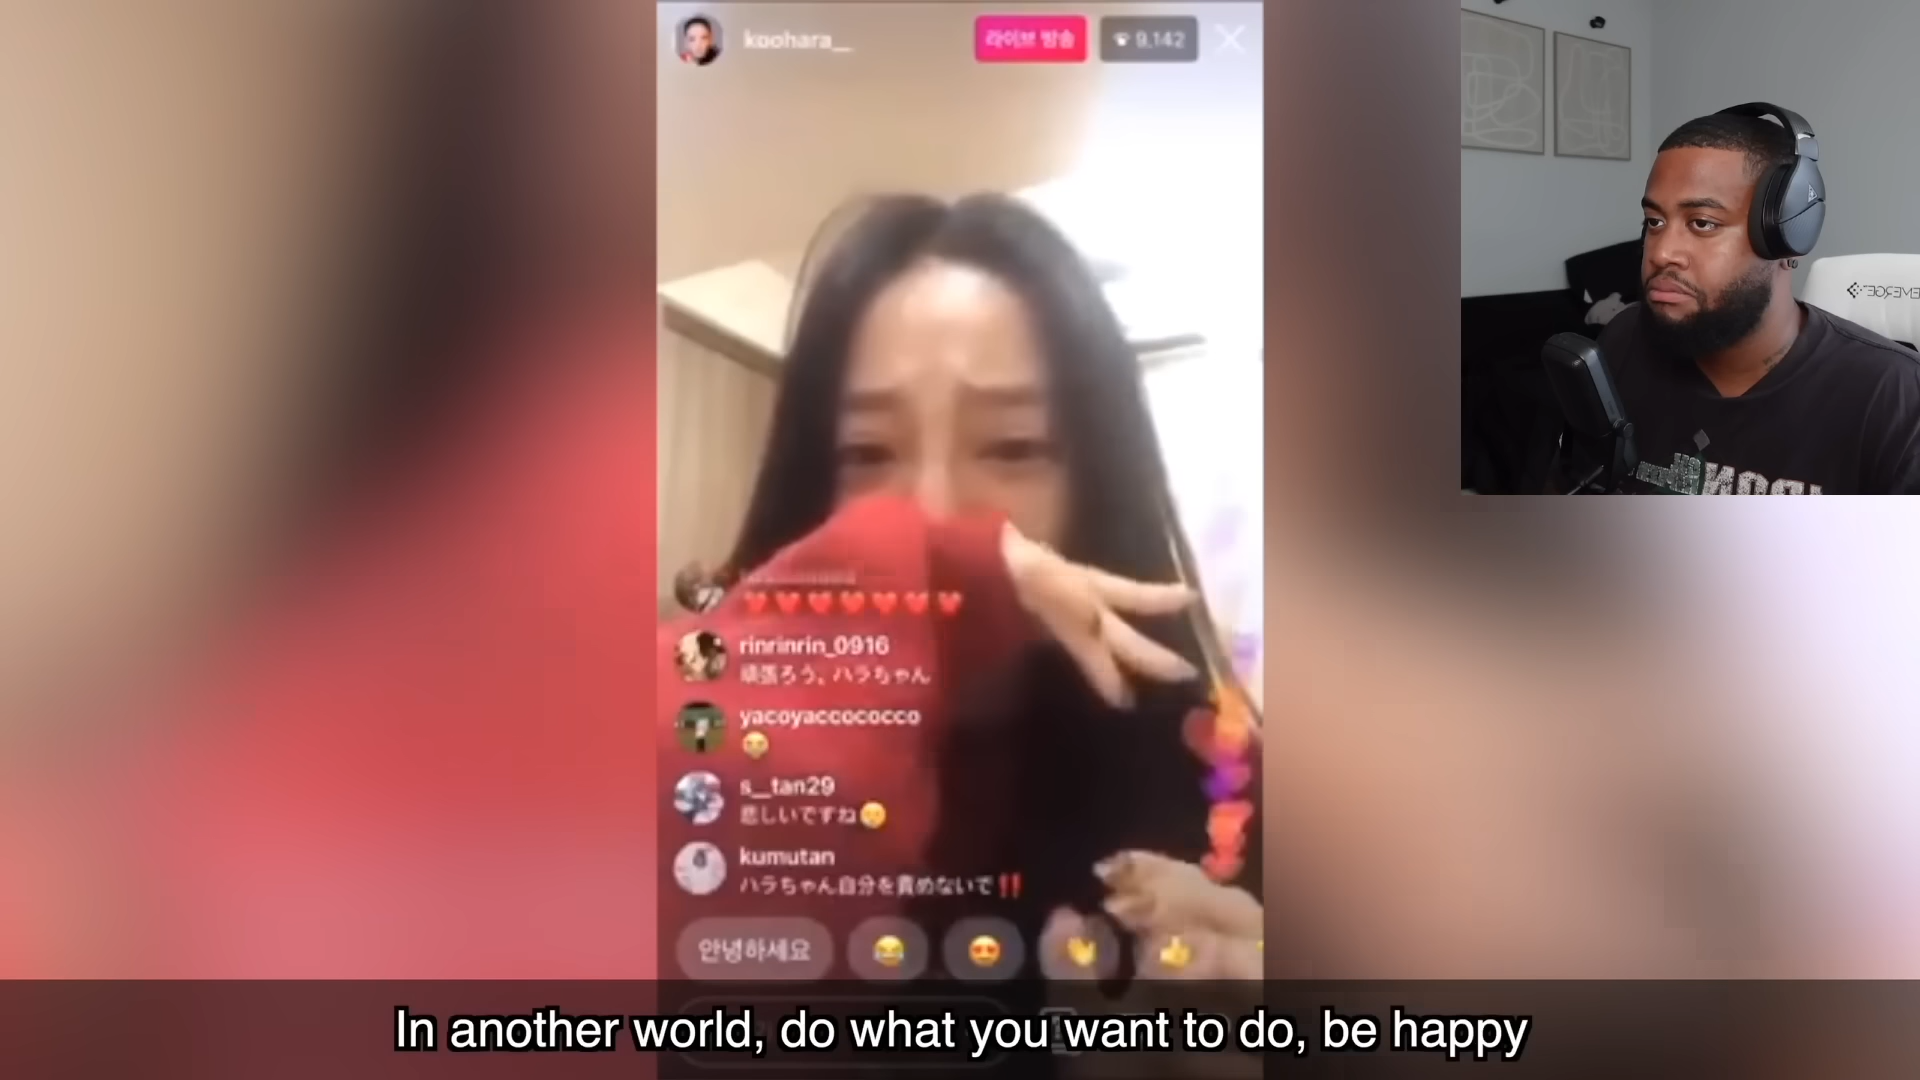 koohara__
라이브 방송
9,142
rinrinrin_0916
頑張ろう、ハラちゃん
yacoyaccococco
s__tan29
悲しいですね
kumutan
ハラちゃん自分を責めないで‼️
안녕하세요
In another world, do what you want to do, be happy